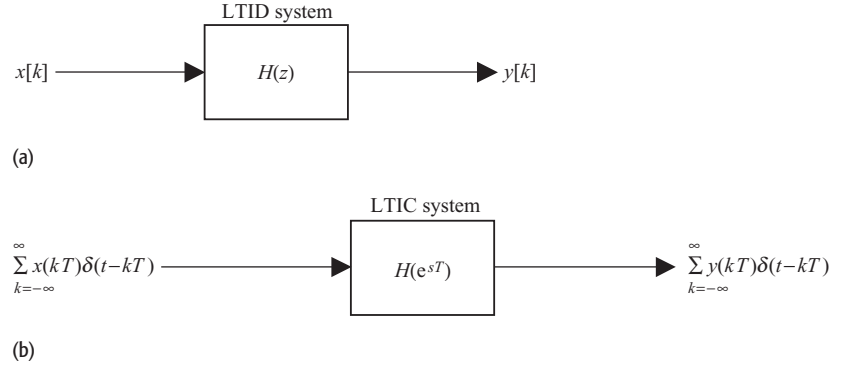 LTID system
x[k]
H(z)
y[k]
(a)
LTIC system
∞
∑ x(kT)δ(t−kT)
k=−∞
H(e^{sT})
∞
∑ y(kT)δ(t−kT)
k=−∞
(b)